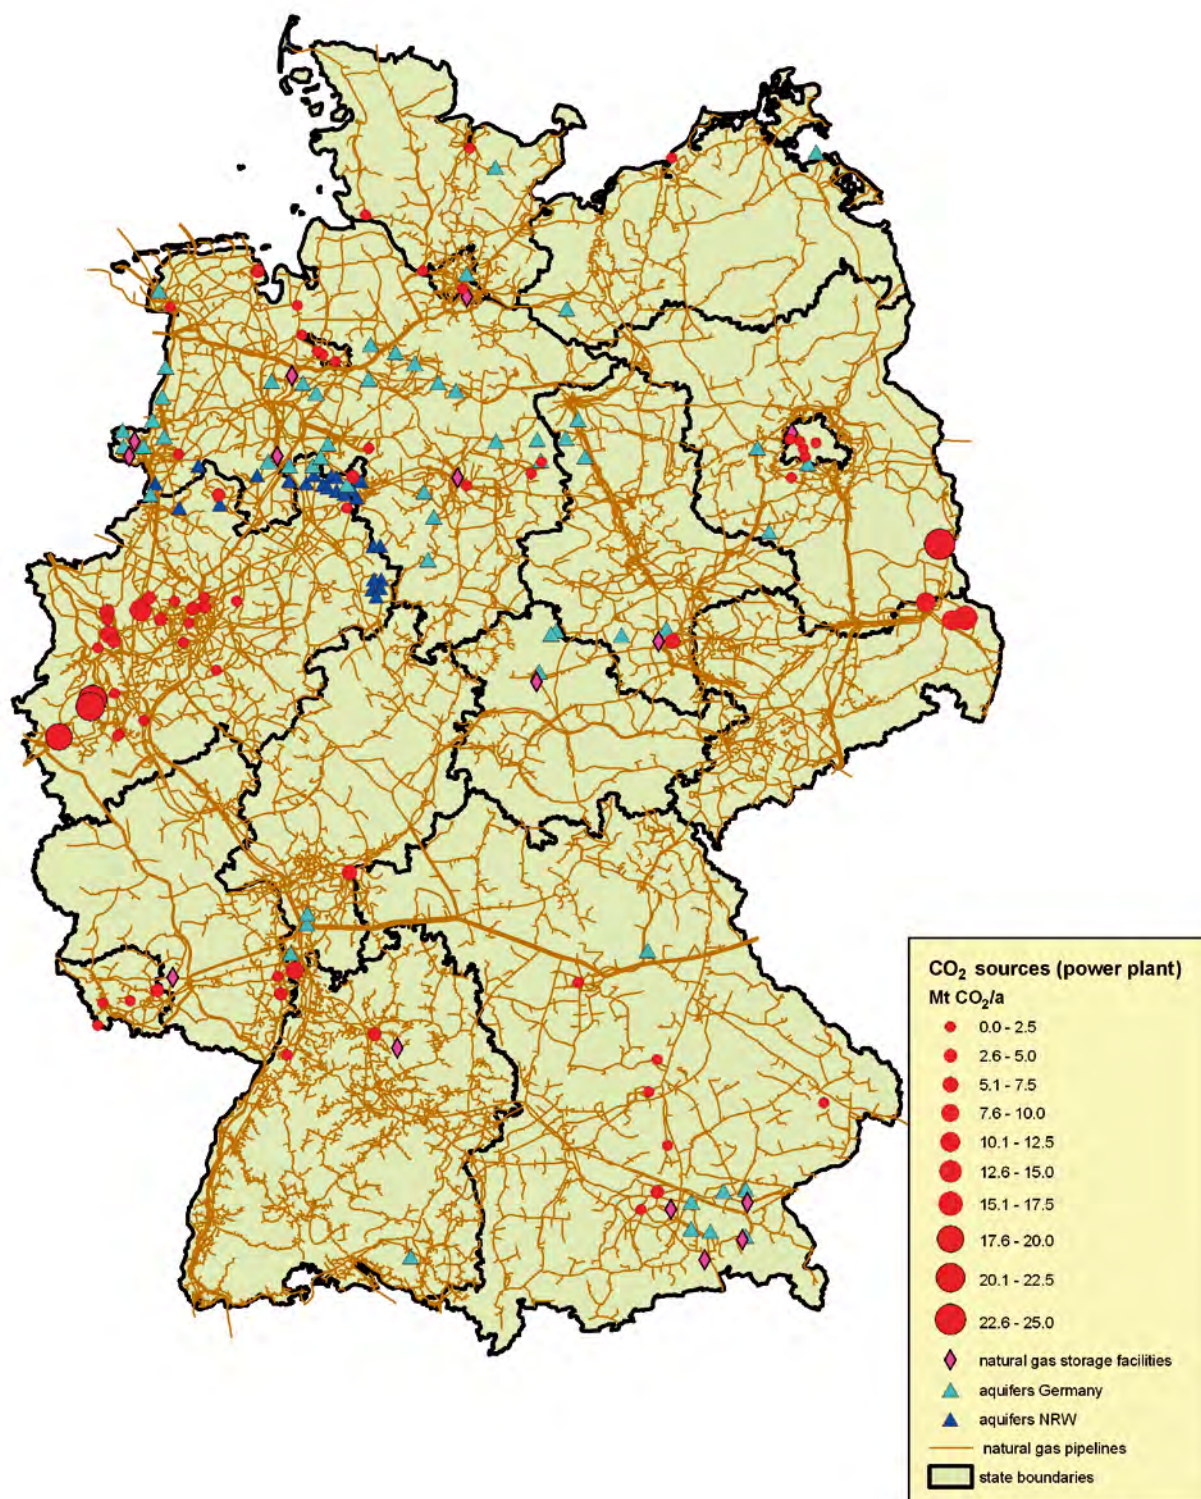 CO₂ sources (power plant)
Mt CO₂/a
0.0 - 2.5
2.6 - 5.0
5.1 - 7.5
7.6 - 10.0
10.1 - 12.5
12.6 - 15.0
15.1 - 17.5
17.6 - 20.0
20.1 - 22.5
22.6 - 25.0
natural gas storage facilities
aquifers Germany
aquifers NRW
natural gas pipelines
state boundaries